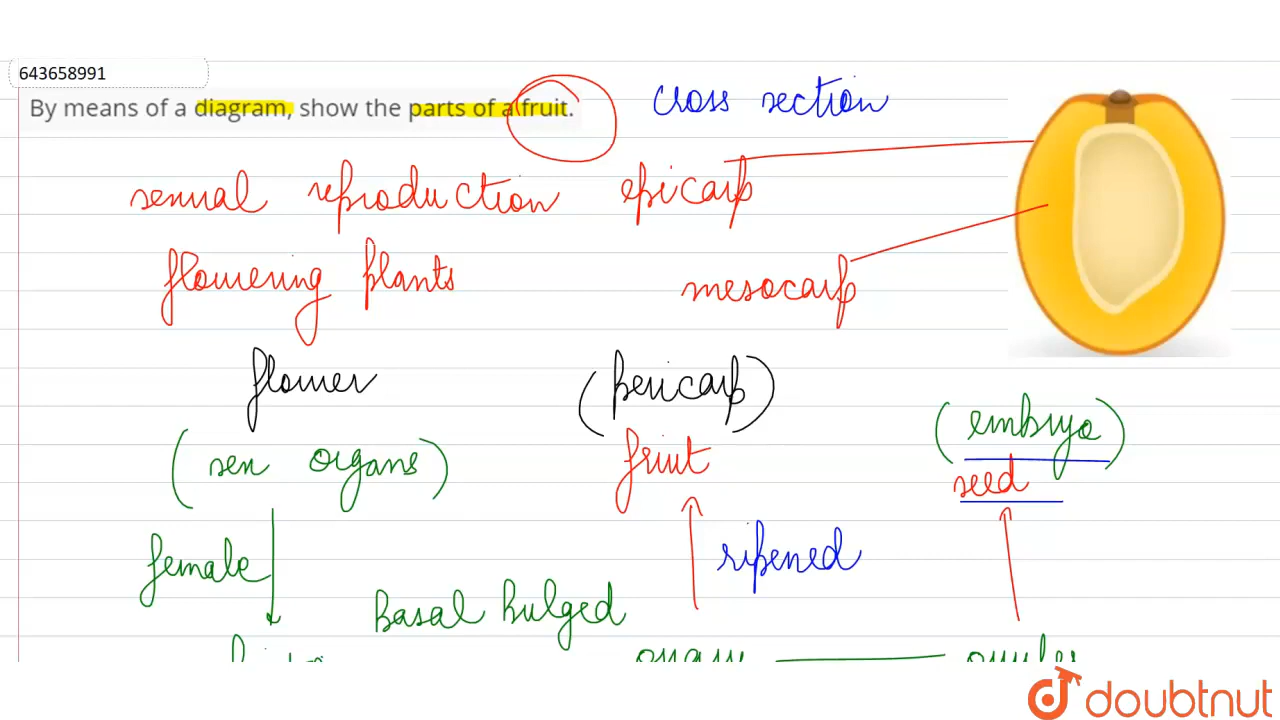 643658991
By means of a diagram, show the parts of a fruit.
cross section
sexual reproduction epicarp
flowering plants
mesocarp
flower (pericarp)
(embryo)
(sex organs) fruit seed
female ripened
basal bulged
ovary ovules
doubtnut